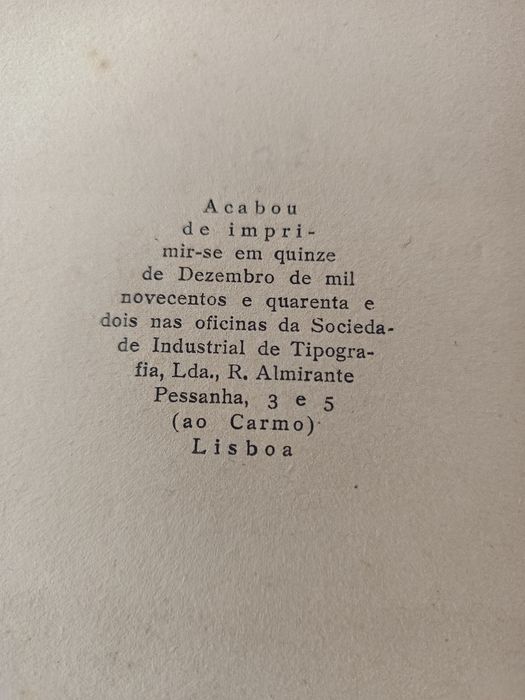 Acabou
de impri-
mir-se em quinze
de Dezembro de mil
novecentos e quarenta e
dois nas oficinas da Socieda-
de Industrial de Tipogra-
fia, Lda., R. Almirante
Pessanha, 3 e 5
(ao Carmo)
Lisboa